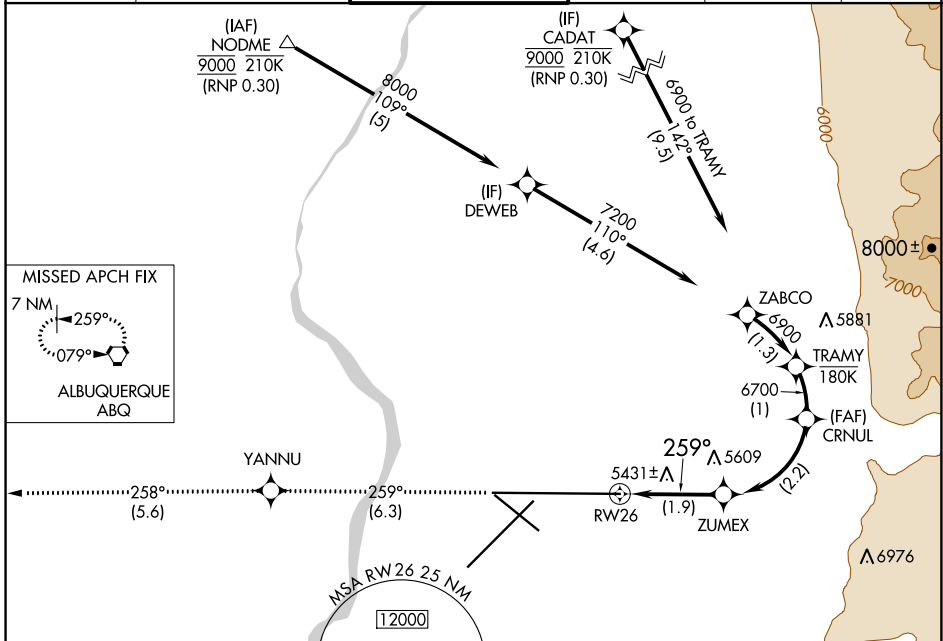 (IAF)
NODME
9000 210K
(RNP 0.30)
(IF)
CADAT
9000 210K
(RNP 0.30)
8000
109°
(5)
6900 to TRAMY
142°
(9.5)
6000
(IF)
DEWEB
7200
110°
(4.6)
8000±
7000
MISSED APCH FIX
7 NM
259°
079°
ALBUQUERQUE
ABQ
ZABCO
6900
(1.3)
5881
TRAMY
180K
6700
(1)
(FAF)
CRNUL
YANNU
259°
5609
5431±
(2.2)
258°
(5.6)
259°
(6.3)
RW26
(1.9)
ZUMEX
6976
MSA RW26 25 NM
12000